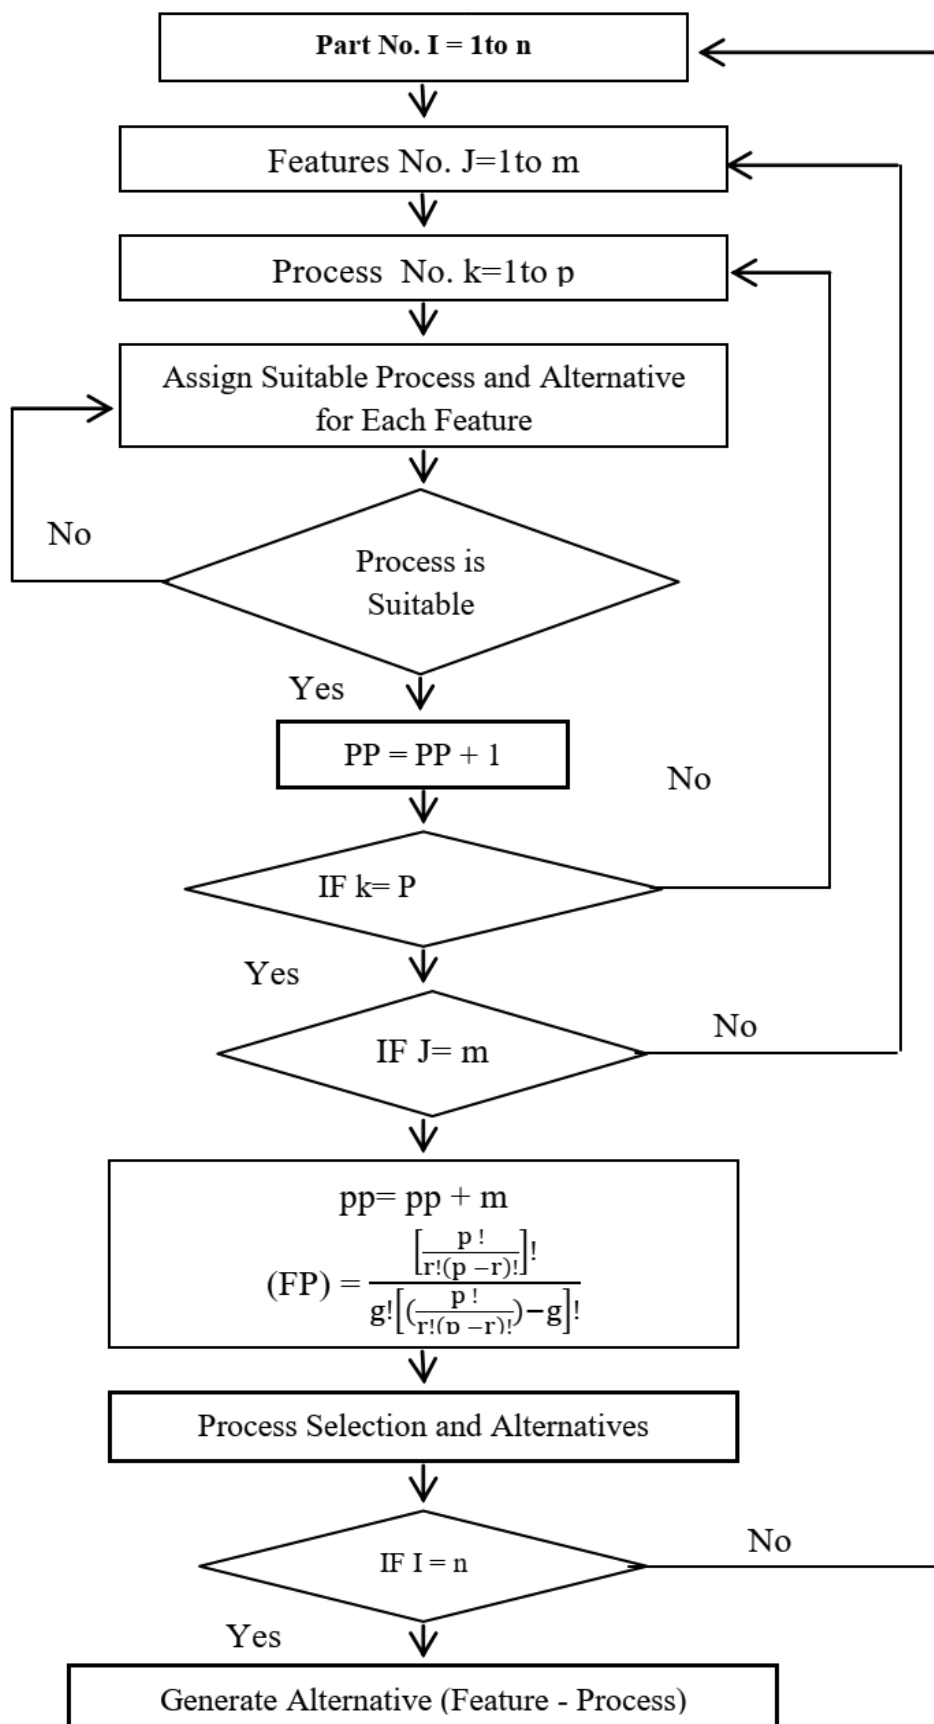 Part No. I = 1to n
Features No. J=1to m
Process  No. k=1to p
Assign Suitable Process and Alternative
for Each Feature
No
Process is
Suitable
Yes
PP = PP + 1
No
IF k= P
Yes
No
IF J= m
pp= pp + m
(FP) = [p ! / r!(p −r)!]! / g![(p ! / r!(p −r)!)−g]!
Process Selection and Alternatives
No
IF I = n
Yes
Generate Alternative (Feature - Process)